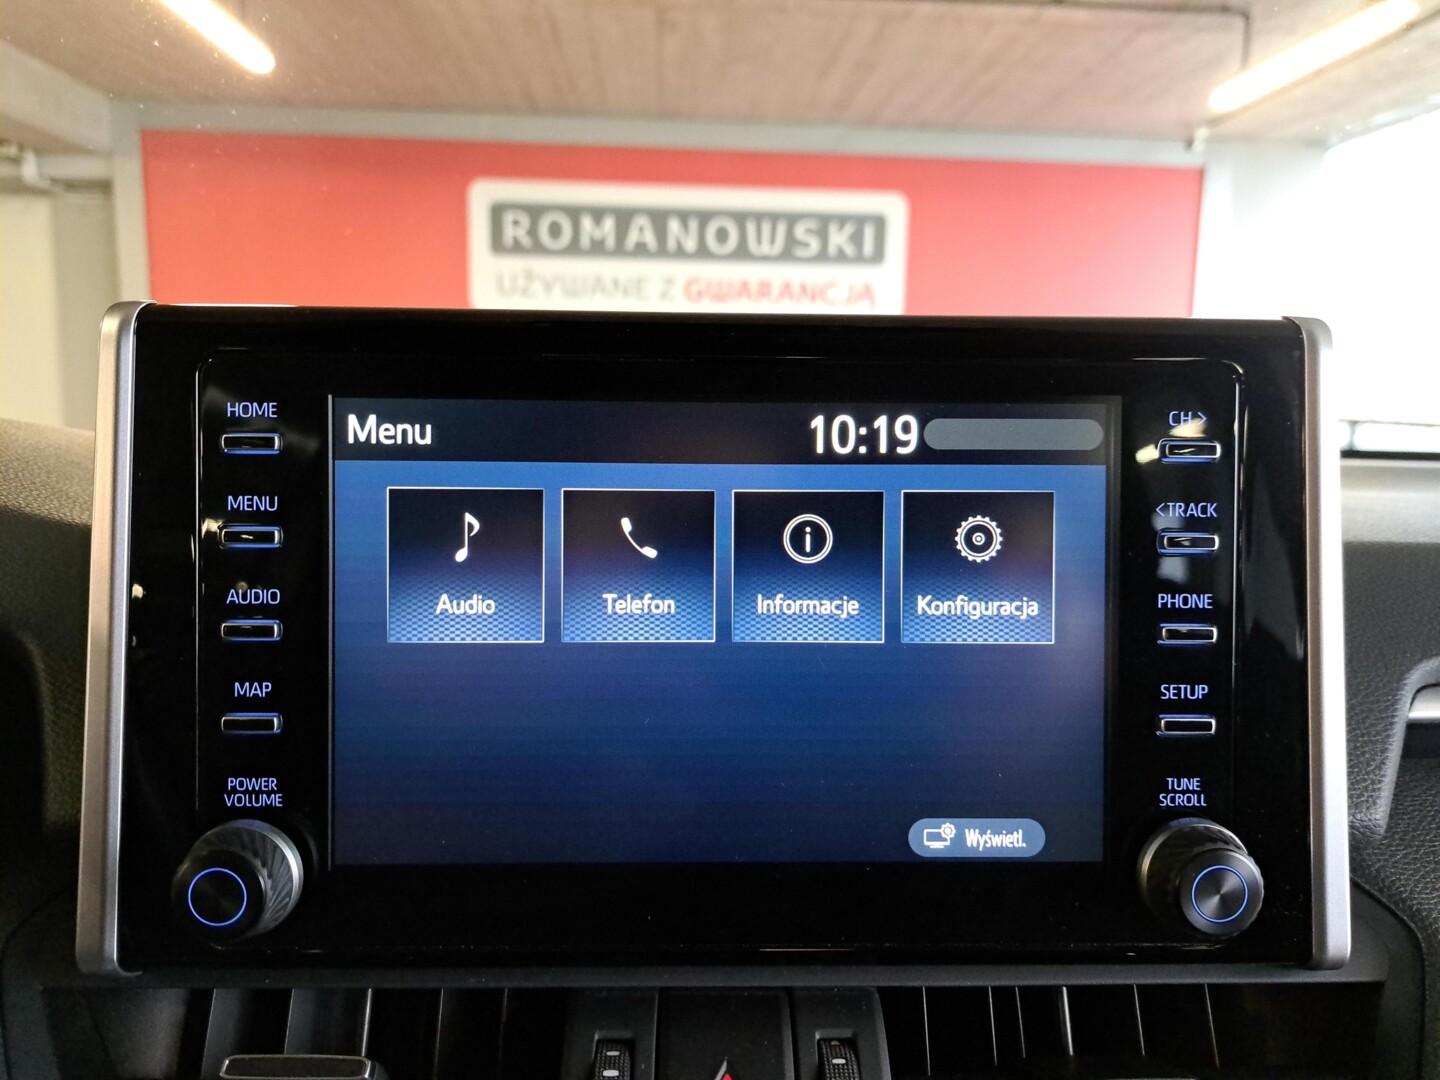 ROMANOWSKI
UŻYWANE Z GWARANCJĄ
HOME
MENU
AUDIO
MAP
POWER
VOLUME
Menu
10:19
Audio
Telefon
Informacje
Konfiguracja
Wyświetl.
CH>
<TRACK
PHONE
SETUP
TUNE
SCROLL